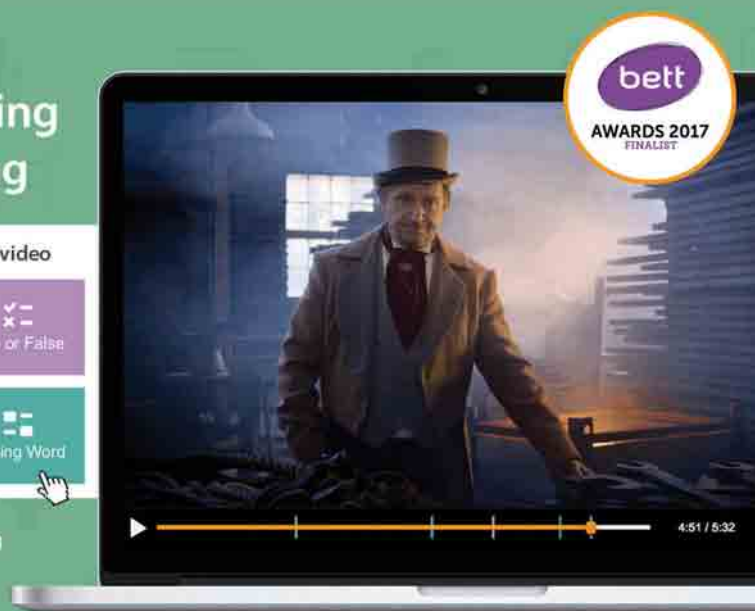 ing
g
video
or False
ing Word
bett
AWARDS 2017
FINALIST
4:51 / 5:32